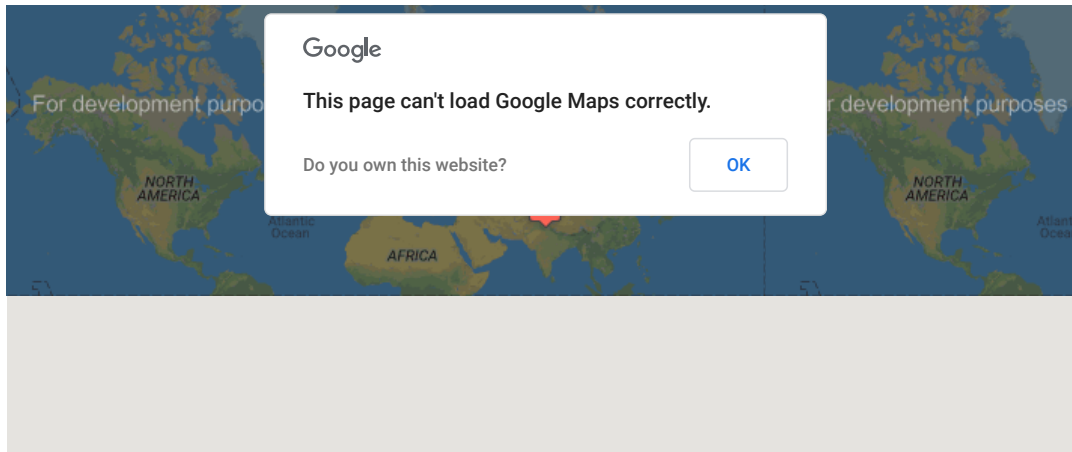 Google
This page can't load Google Maps correctly.
Do you own this website?
OK
For development purpo
r development purposes
NORTH
AMERICA
Atlantic
Ocean
AFRICA
NORTH
AMERICA
Atlant
Ocea